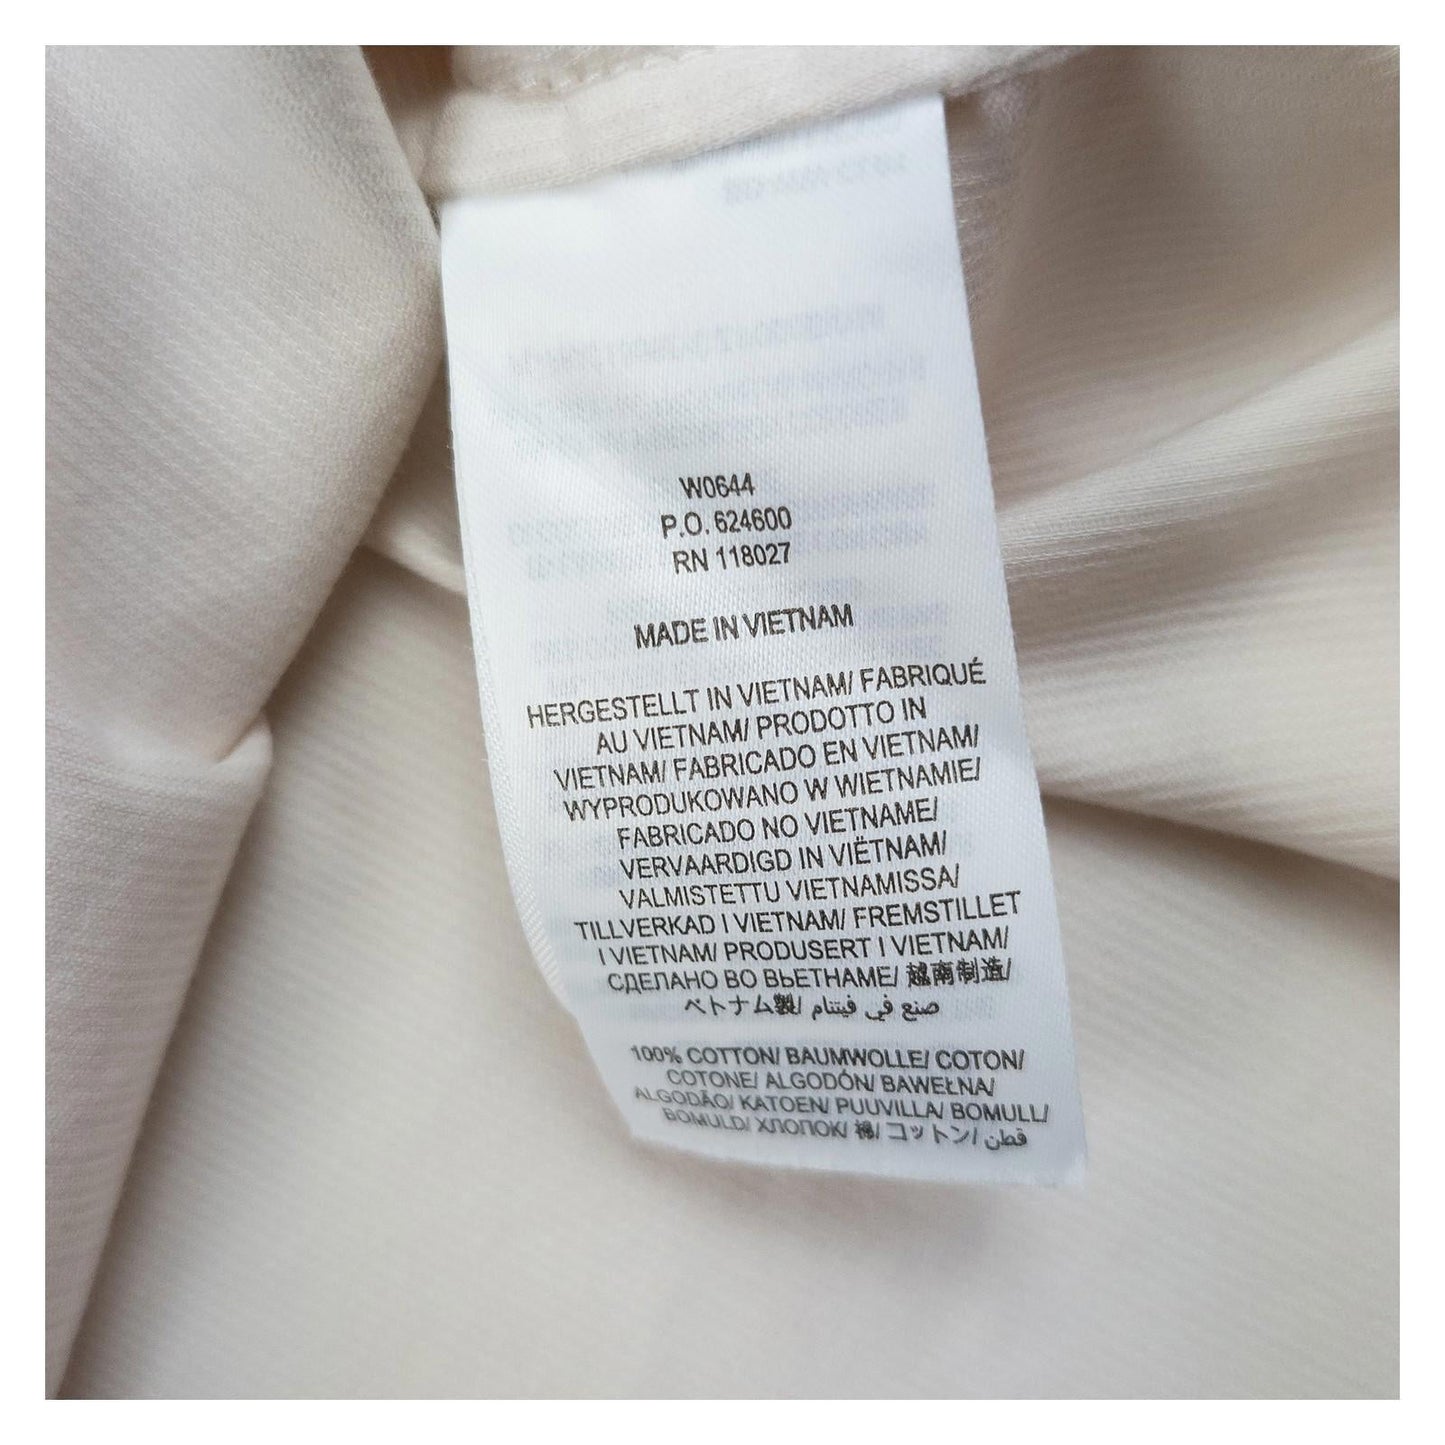 W0644
P.O. 624600
RN 118027
MADE IN VIETNAM
HERGESTELLT IN VIETNAM/ FABRIQUÉ
AU VIETNAM/ PRODOTTO IN
VIETNAM/ FABRICADO EN VIETNAM/
WYPRODUKOWANO W WIETNAMIE/
FABRICADO NO VIETNAME/
VERVAARDIGD IN VIËTNAM/
VALMISTETTU VIETNAMISSA/
TILLVERKAD I VIETNAM/ FREMSTILLET
I VIETNAM/ PRODUSERT I VIETNAM/
СДЕЛАНО ВО ВЬЕТНАМЕ/ 越南制造/
ベトナム製/ صنع في فيتنام
100% COTTON/ BAUMWOLLE/ COTON/
COTONE/ ALGODÓN/ BAWEŁNA/
ALGODÃO/ KATOEN/ PUUVILLA/ BOMULL/
BOMULD/ ХЛОПОК/ 棉/ コットン/ قطن